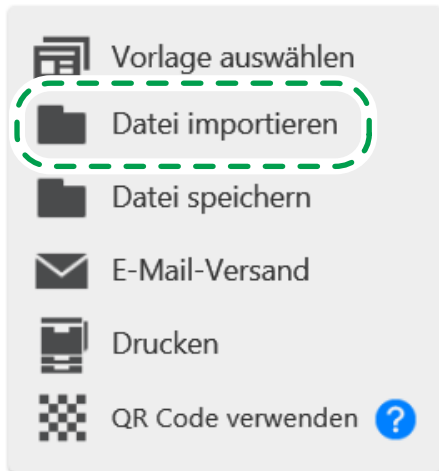 Vorlage auswählen
Datei importieren
Datei speichern
E-Mail-Versand
Drucken
QR Code verwenden ?